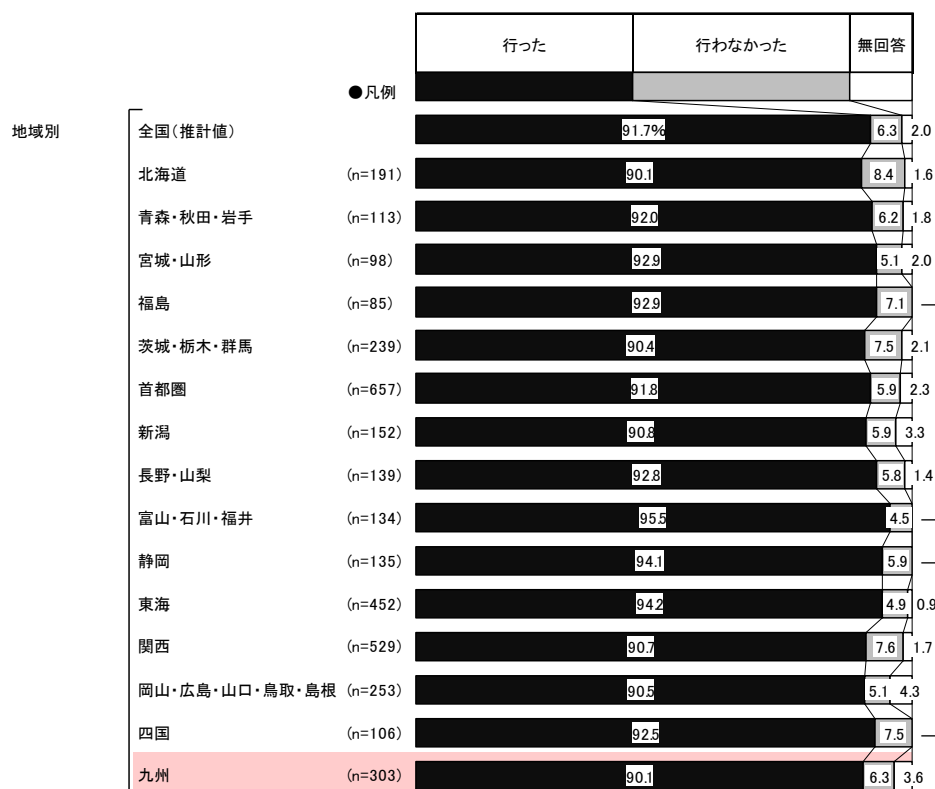 行った 行わなかった 無回答
●凡例
地域別 全国(推計値) 91.7% 6.3 2.0
北海道 (n=191) 90.1 8.4 1.6
青森・秋田・岩手 (n=113) 92.0 6.2 1.8
宮城・山形 (n=98) 92.9 5.1 2.0
福島 (n=85) 92.9 7.1 —
茨城・栃木・群馬 (n=239) 90.4 7.5 2.1
首都圏 (n=657) 91.8 5.9 2.3
新潟 (n=152) 90.8 5.9 3.3
長野・山梨 (n=139) 92.8 5.8 1.4
富山・石川・福井 (n=134) 95.5 4.5 —
静岡 (n=135) 94.1 5.9 —
東海 (n=452) 94.2 4.9 0.9
関西 (n=529) 90.7 7.6 1.7
岡山・広島・山口・鳥取・島根 (n=253) 90.5 5.1 4.3
四国 (n=106) 92.5 7.5 —
九州 (n=303) 90.1 6.3 3.6